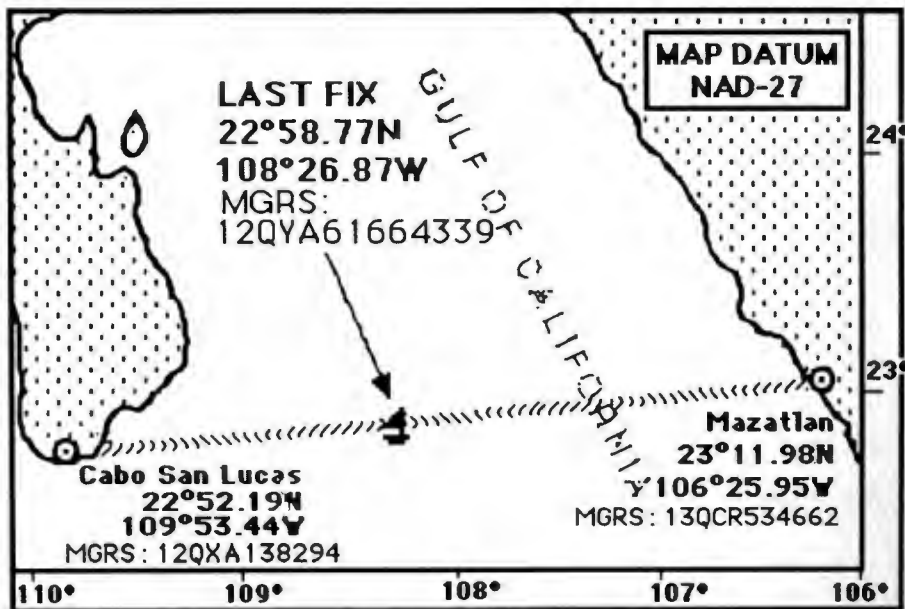 MAP DATUM
NAD-27
LAST FIX
22°58.77N
108°26.87W
MGRS:
12QYA61664339
GULF OF CALIFORNI
24°
23°
Mazatlan
23°11.98N
106°25.95W
MGRS: 13QCR534662
Cabo San Lucas
22°52.19N
109°53.44W
MGRS: 12QXA138294
110°
109°
108°
107°
106°